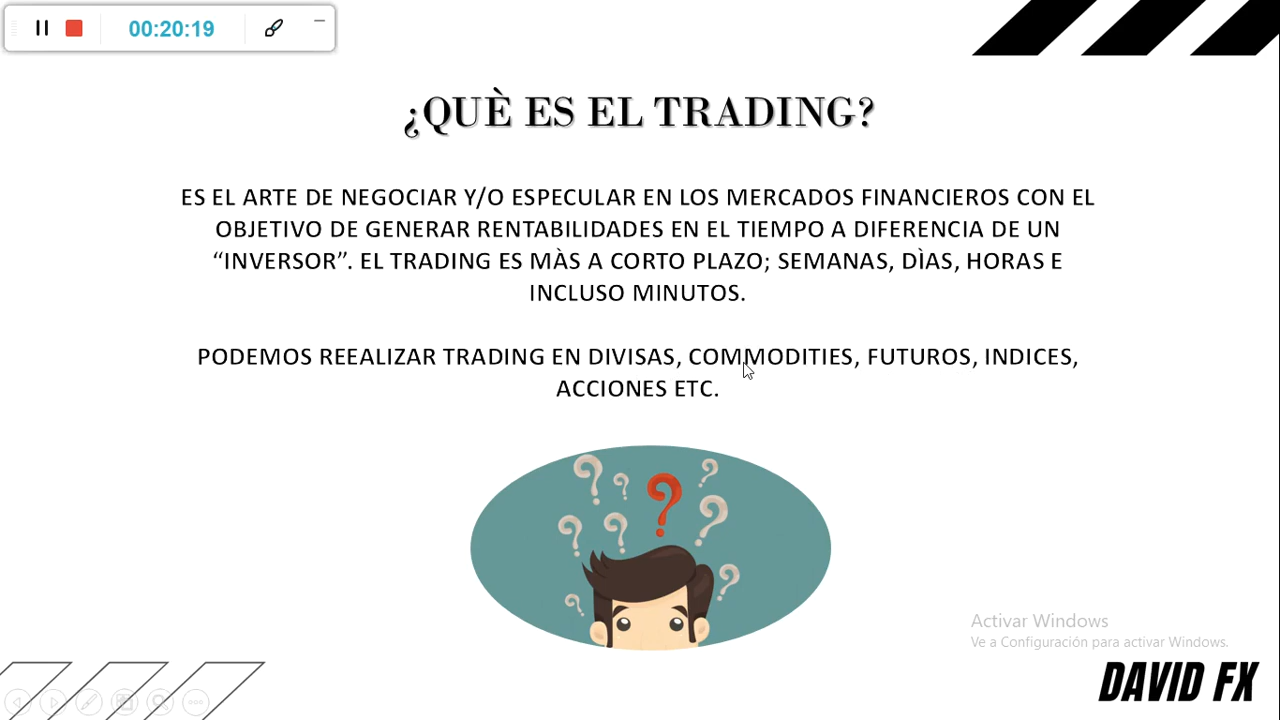 00:20:19
¿QUÈ ES EL TRADING?
ES EL ARTE DE NEGOCIAR Y/O ESPECULAR EN LOS MERCADOS FINANCIEROS CON EL
OBJETIVO DE GENERAR RENTABILIDADES EN EL TIEMPO A DIFERENCIA DE UN
“INVERSOR”. EL TRADING ES MÀS A CORTO PLAZO; SEMANAS, DÌAS, HORAS E
INCLUSO MINUTOS.
PODEMOS REEALIZAR TRADING EN DIVISAS, COMMODITIES, FUTUROS, INDICES,
ACCIONES ETC.
? ? ? ? ? ? ? ? ?
Activar Windows
Ve a Configuración para activar Windows.
DAVID FX